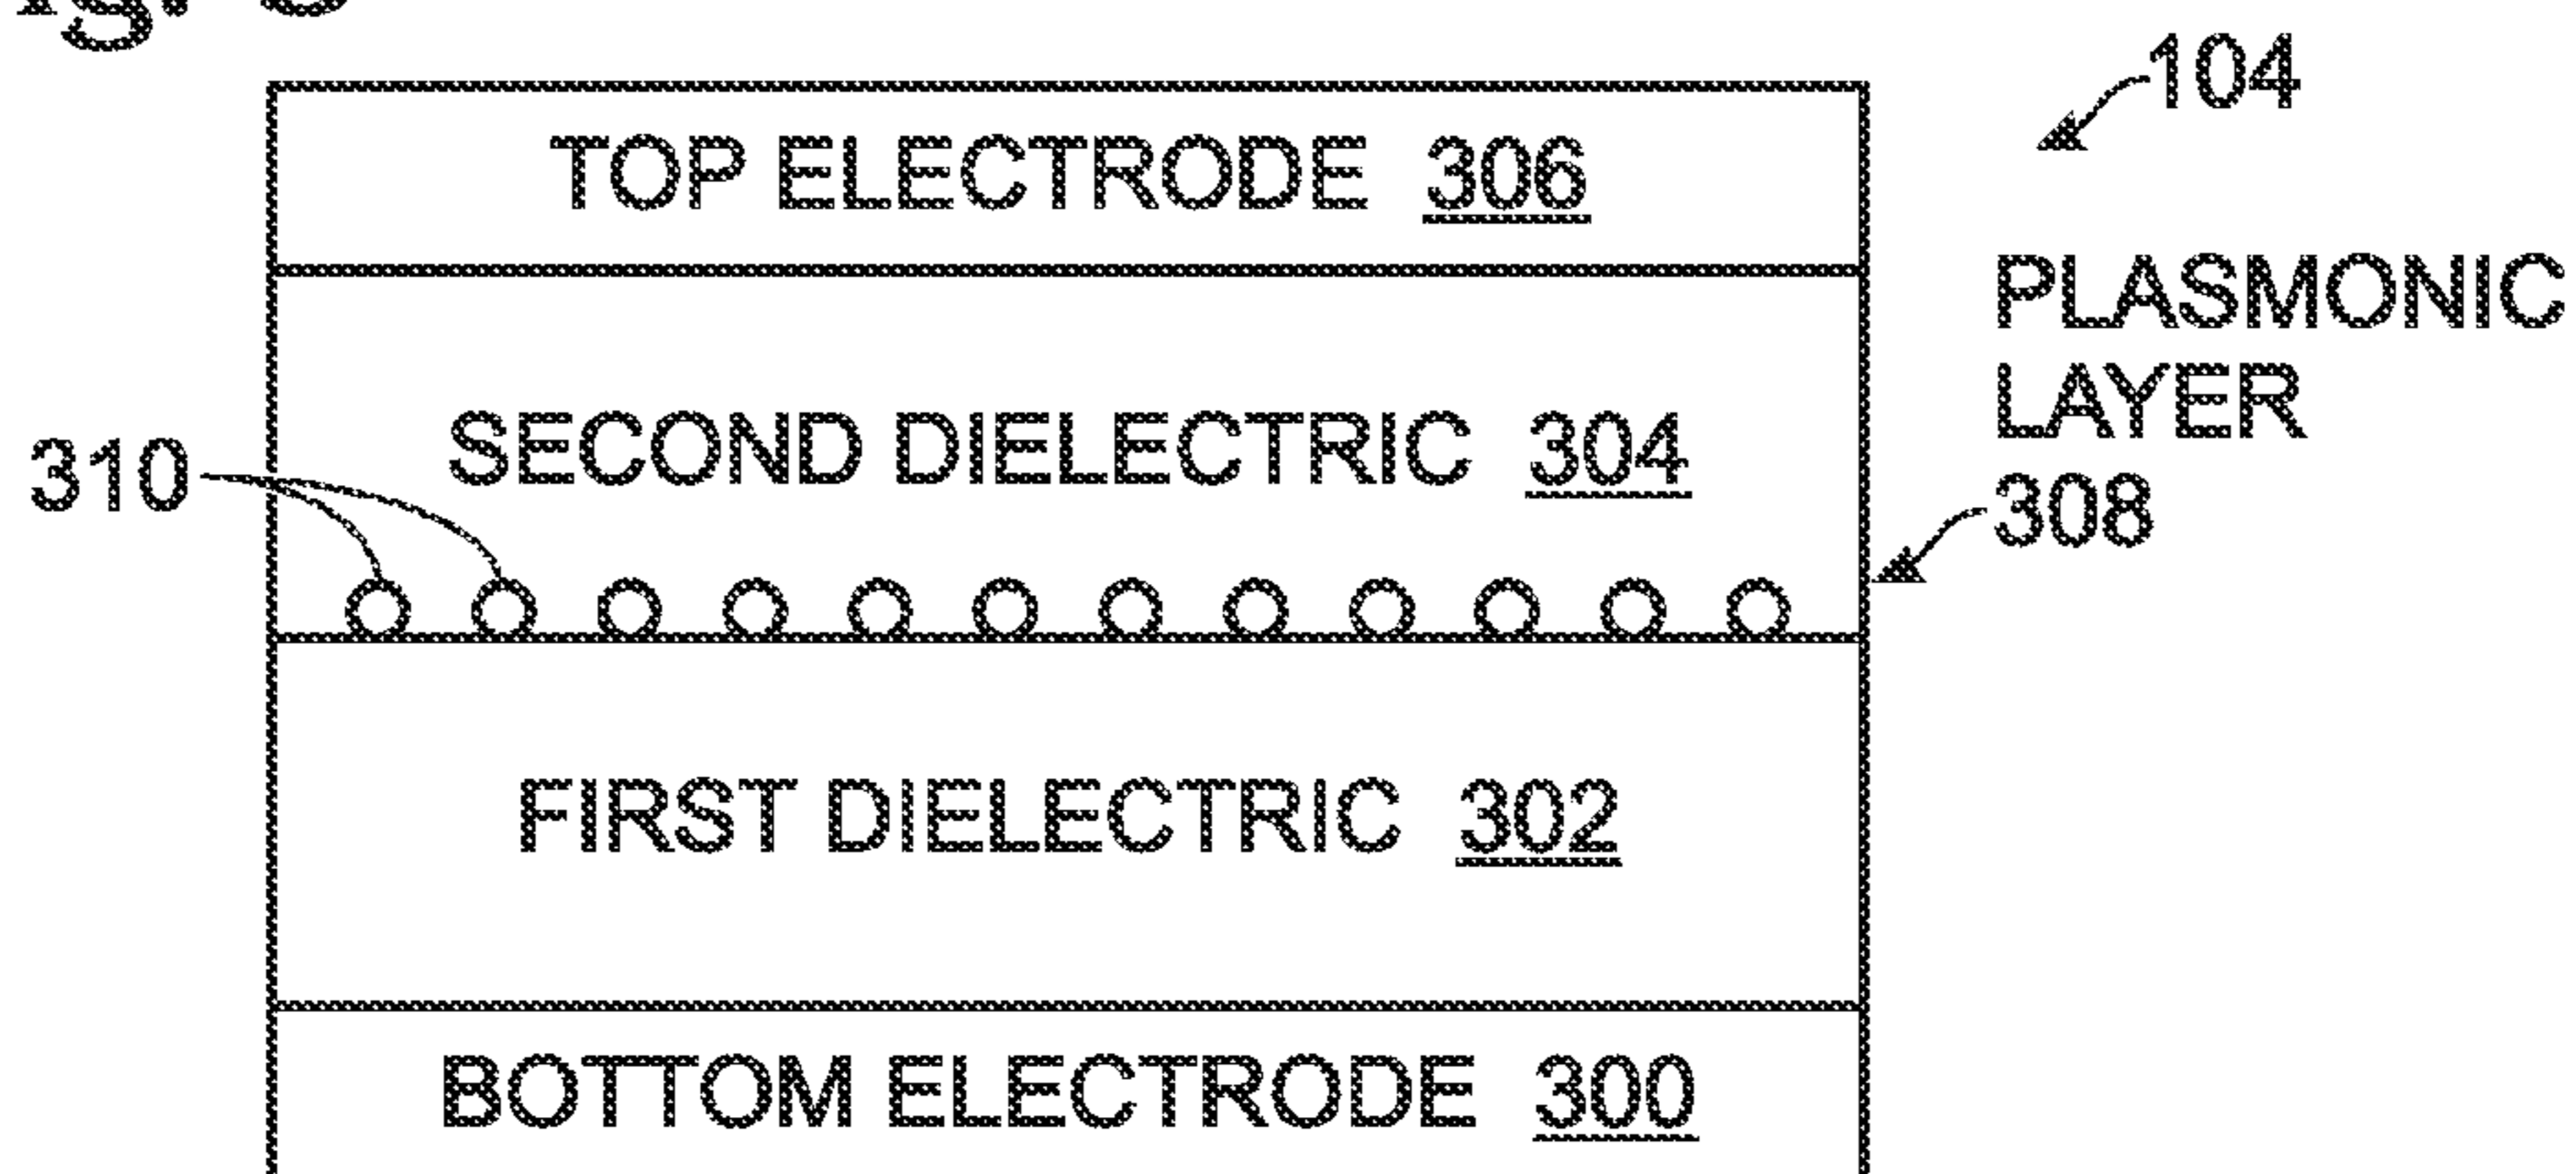 104
TOP ELECTRODE 306
PLASMONIC
LAYER
308
SECOND DIELECTRIC 304
310
FIRST DIELECTRIC 302
BOTTOM ELECTRODE 300